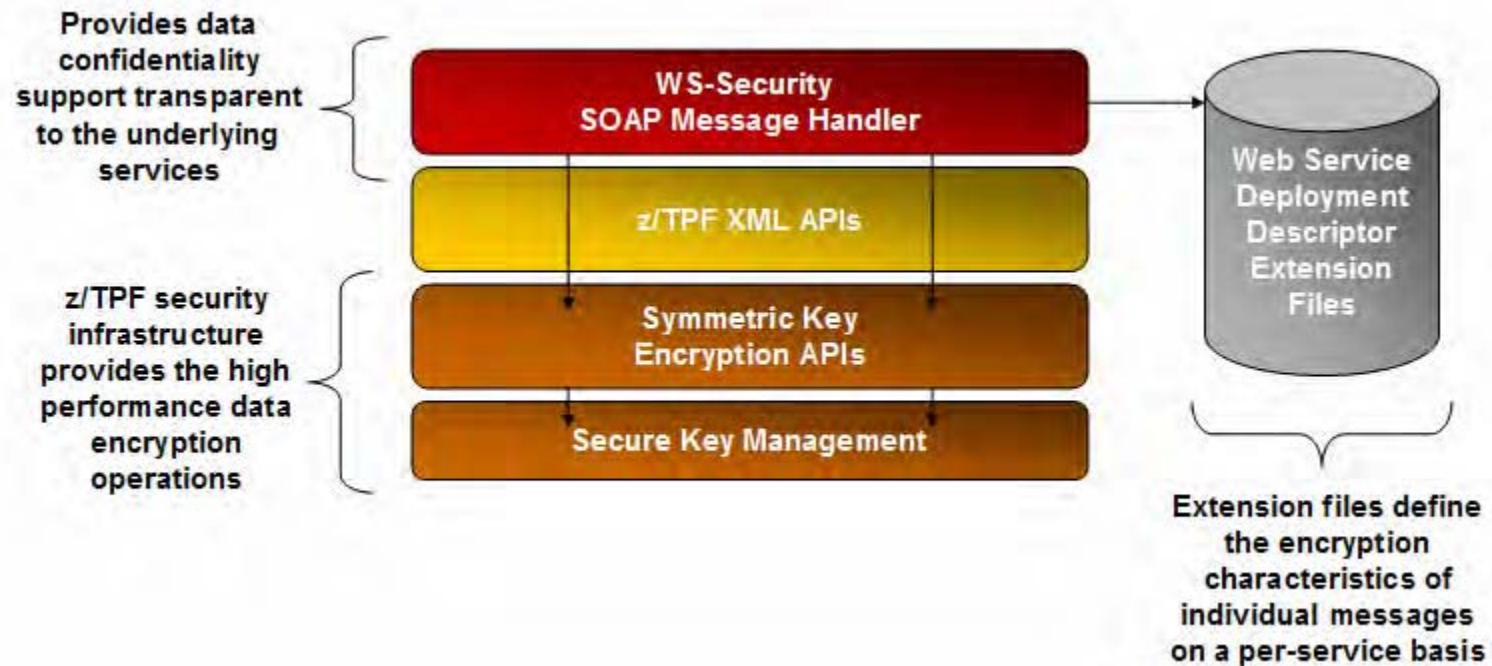 Provides data
confidentiality
support transparent
to the underlying
services
WS-Security
SOAP Message Handler
z/TPF XML APIs
z/TPF security
infrastructure
provides the high
performance data
encryption
operations
Symmetric Key
Encryption APIs
Secure Key Management
Web Service
Deployment
Descriptor
Extension
Files
Extension files define
the encryption
characteristics of
individual messages
on a per-service basis